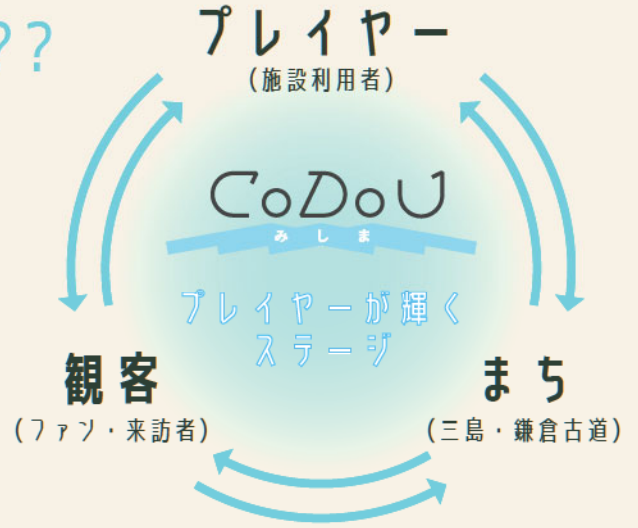 ??
プレイヤー
(施設利用者)
CoDoU
みしま
プレイヤーが輝く
ステージ
観客
(ファン・来訪者)
まち
(三島・鎌倉古道)